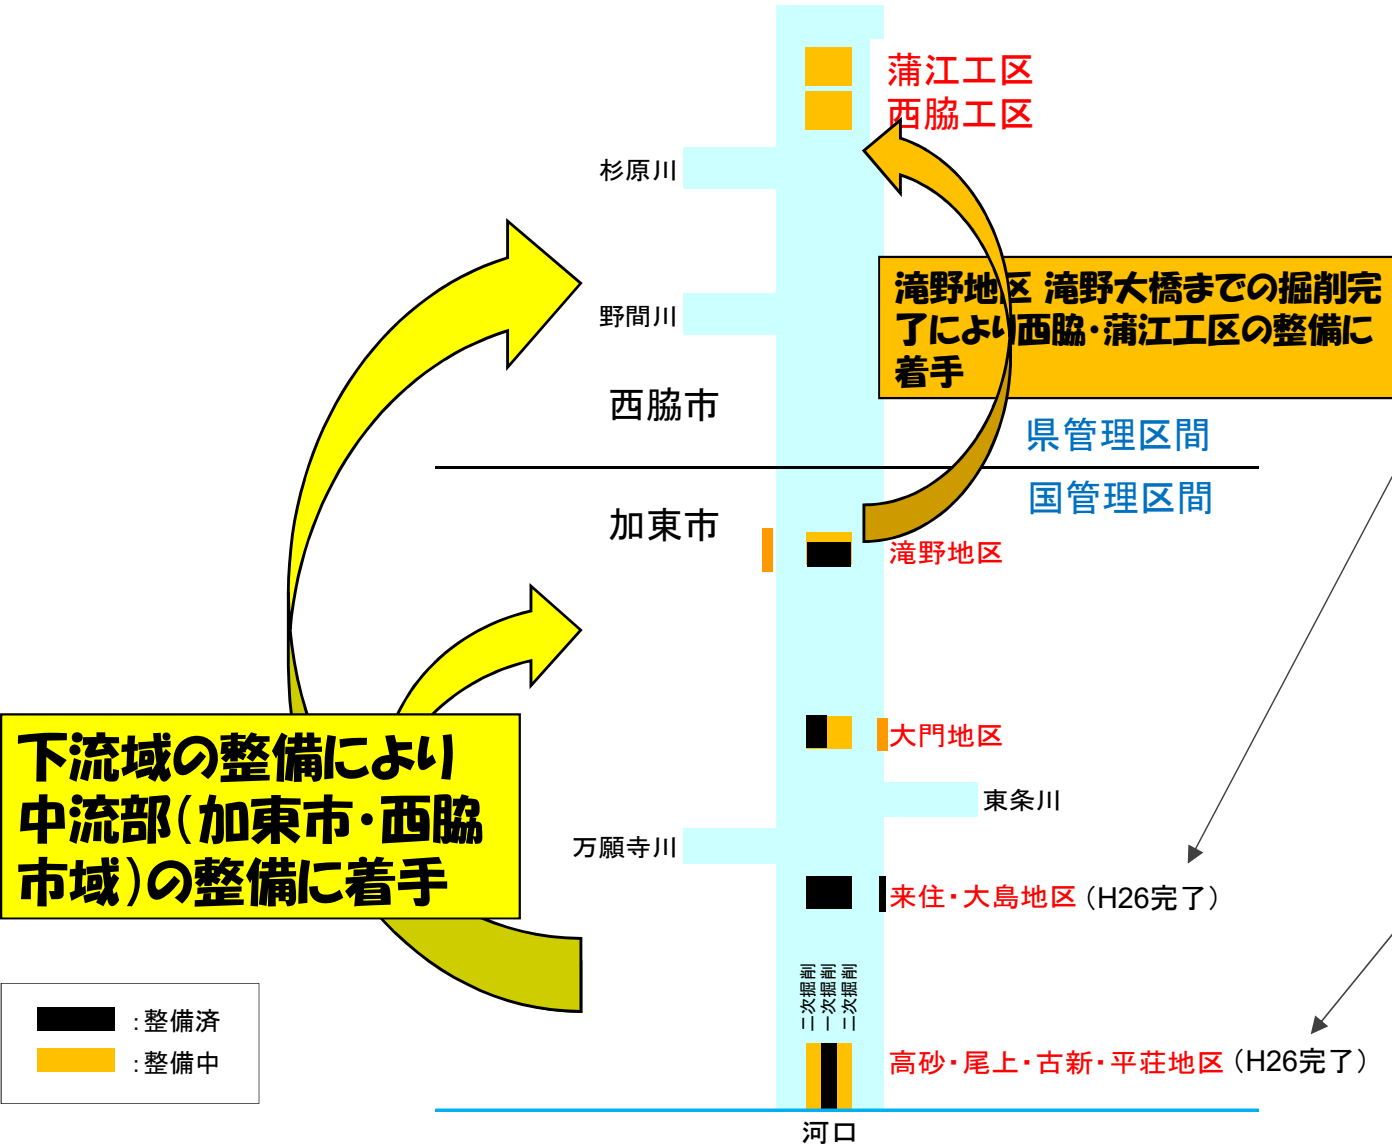 蒲江工区
西脇工区
杉原川
野間川
滝野地区 滝野大橋までの掘削完
了により西脇・蒲江工区の整備に
着手
西脇市
県管理区間
国管理区間
加東市
滝野地区
下流域の整備により
中流部(加東市・西脇
市域)の整備に着手
大門地区
東条川
万願寺川
来住・大島地区 (H26完了)
二次掘削
一次掘削
二次掘削
:整備済
:整備中
高砂・尾上・古新・平荘地区 (H26完了)
河口